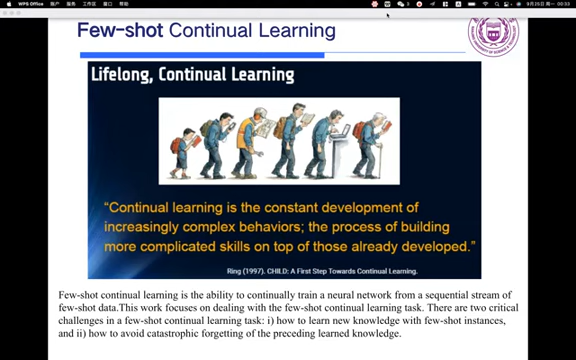 WPS Office
Few-shot Continual Learning
Lifelong, Continual Learning
“Continual learning is the constant development of
increasingly complex behaviors; the process of building
more complicated skills on top of those already developed.”
Ring (1997). CHILD: A First Step Towards Continual Learning.
Few-shot continual learning is the ability to continually train a neural network from a sequential stream of
few-shot data.This work focuses on dealing with the few-shot continual learning task. There are two critical
challenges in a few-shot continual learning task: i) how to learn new knowledge with few-shot instances,
and ii) how to avoid catastrophic forgetting of the preceding learned knowledge.